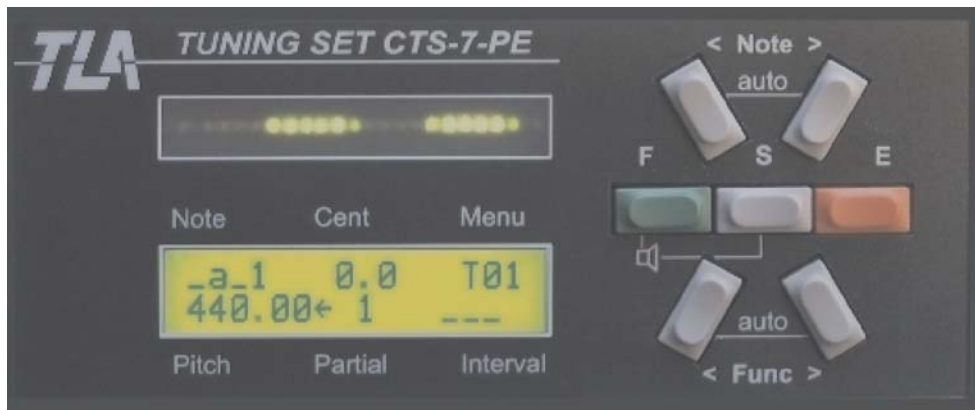 TLA TUNING SET CTS-7-PE
< Note >
auto
F S E
Note Cent Menu
_a_1 0.0 T01
440.00← 1 ___
Pitch Partial Interval
auto
< Func >